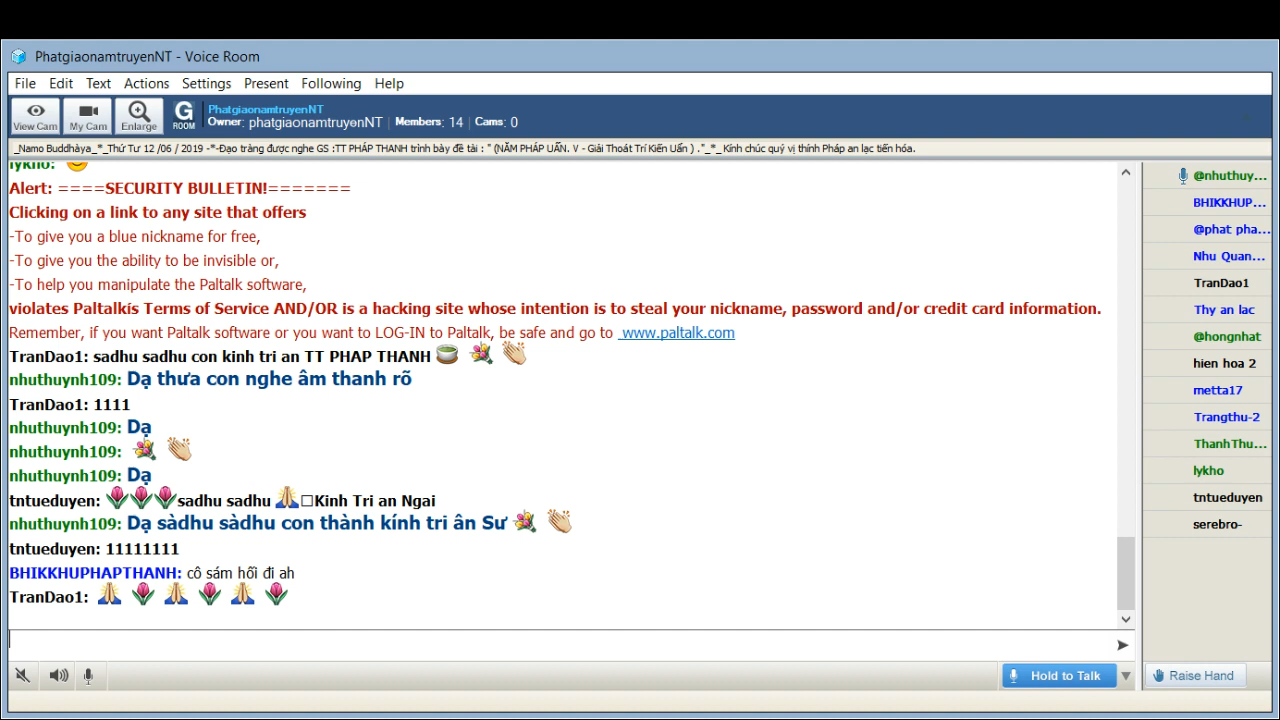 PhatgiaonamtruyenNT - Voice Room
File Edit Text Actions Settings Present Following Help
View Cam My Cam Enlarge G ROOM
PhatgiaonamtruyenNT
Owner: phatgiaonamtruyenNT Members: 14 Cams: 0
_Namo Buddhàya_*_Thứ Tư 12 /06 / 2019 -*-Đạo tràng được nghe GS :TT PHÁP THANH trình bày đề tài : " (NĂM PHÁP UẨN. V - Giải Thoát Trí Kiến Uẩn ) ."_*_ Kính chúc quý vị thính Pháp an lạc tiến hóa.
lykho:
Alert: ====SECURITY BULLETIN!=======
Clicking on a link to any site that offers
-To give you a blue nickname for free,
-To give you the ability to be invisible or,
-To help you manipulate the Paltalk software,
violates Paltalkís Terms of Service AND/OR is a hacking site whose intention is to steal your nickname, password and/or credit card information.
Remember, if you want Paltalk software or you want to LOG-IN to Paltalk, be safe and go to www.paltalk.com
TranDao1: sadhu sadhu con kinh tri an TT PHAP THANH
nhuthuynh109: Dạ thưa con nghe âm thanh rõ
TranDao1: 1111
nhuthuynh109: Dạ
nhuthuynh109:
nhuthuynh109: Dạ
tntueduyen: sadhu sadhu Kinh Tri an Ngai
nhuthuynh109: Dạ sàdhu sàdhu con thành kính tri ân Sư
tntueduyen: 11111111
BHIKKHUPHAPTHANH: cô sám hối đi ah
TranDao1:
Hold to Talk
@nhuthuy...
BHIKKHUP...
@phat pha...
Nhu Quan...
TranDao1
Thy an lac
@hongnhat
hien hoa 2
metta17
Trangthu-2
ThanhThu...
lykho
tntueduyen
serebro-
Raise Hand